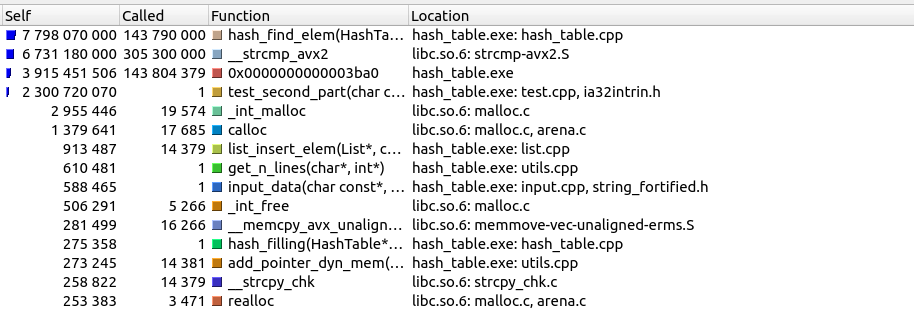 Self Called Function Location
7 798 070 000 143 790 000 hash_find_elem(HashTa... hash_table.exe: hash_table.cpp
6 731 180 000 305 300 000 __strcmp_avx2 libc.so.6: strcmp-avx2.S
3 915 451 506 143 804 379 0x0000000000003ba0 hash_table.exe
2 300 720 070 1 test_second_part(char c... hash_table.exe: test.cpp, ia32intrin.h
2 955 446 19 574 _int_malloc libc.so.6: malloc.c
1 379 641 17 685 calloc libc.so.6: malloc.c, arena.c
913 487 14 379 list_insert_elem(List*, c... hash_table.exe: list.cpp
610 481 1 get_n_lines(char*, int*) hash_table.exe: utils.cpp
588 465 1 input_data(char const*, ... hash_table.exe: input.cpp, string_fortified.h
506 291 5 266 _int_free libc.so.6: malloc.c
281 499 16 266 __memcpy_avx_unalign... libc.so.6: memmove-vec-unaligned-erms.S
275 358 1 hash_filling(HashTable*... hash_table.exe: hash_table.cpp
273 245 14 381 add_pointer_dyn_mem(... hash_table.exe: utils.cpp
258 822 14 379 __strcpy_chk libc.so.6: strcpy_chk.c
253 383 3 471 realloc libc.so.6: malloc.c, arena.c